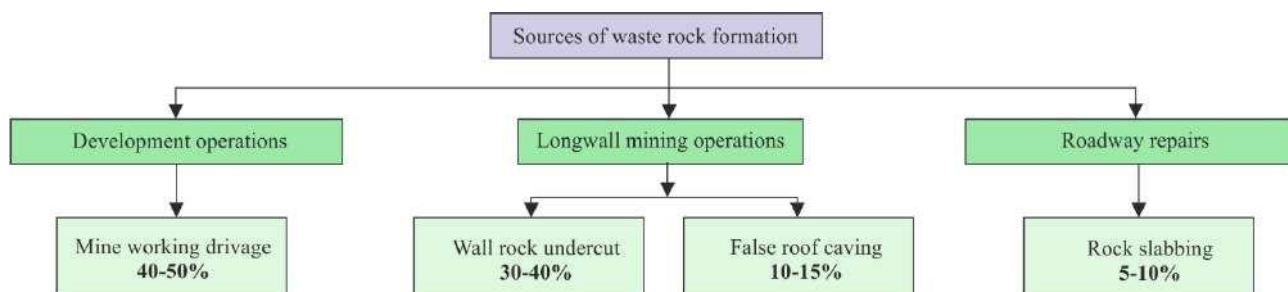 Sources of waste rock formation
Development operations
Longwall mining operations
Roadway repairs
Mine working drivage
40-50%
Wall rock undercut
30-40%
False roof caving
10-15%
Rock slabbing
5-10%